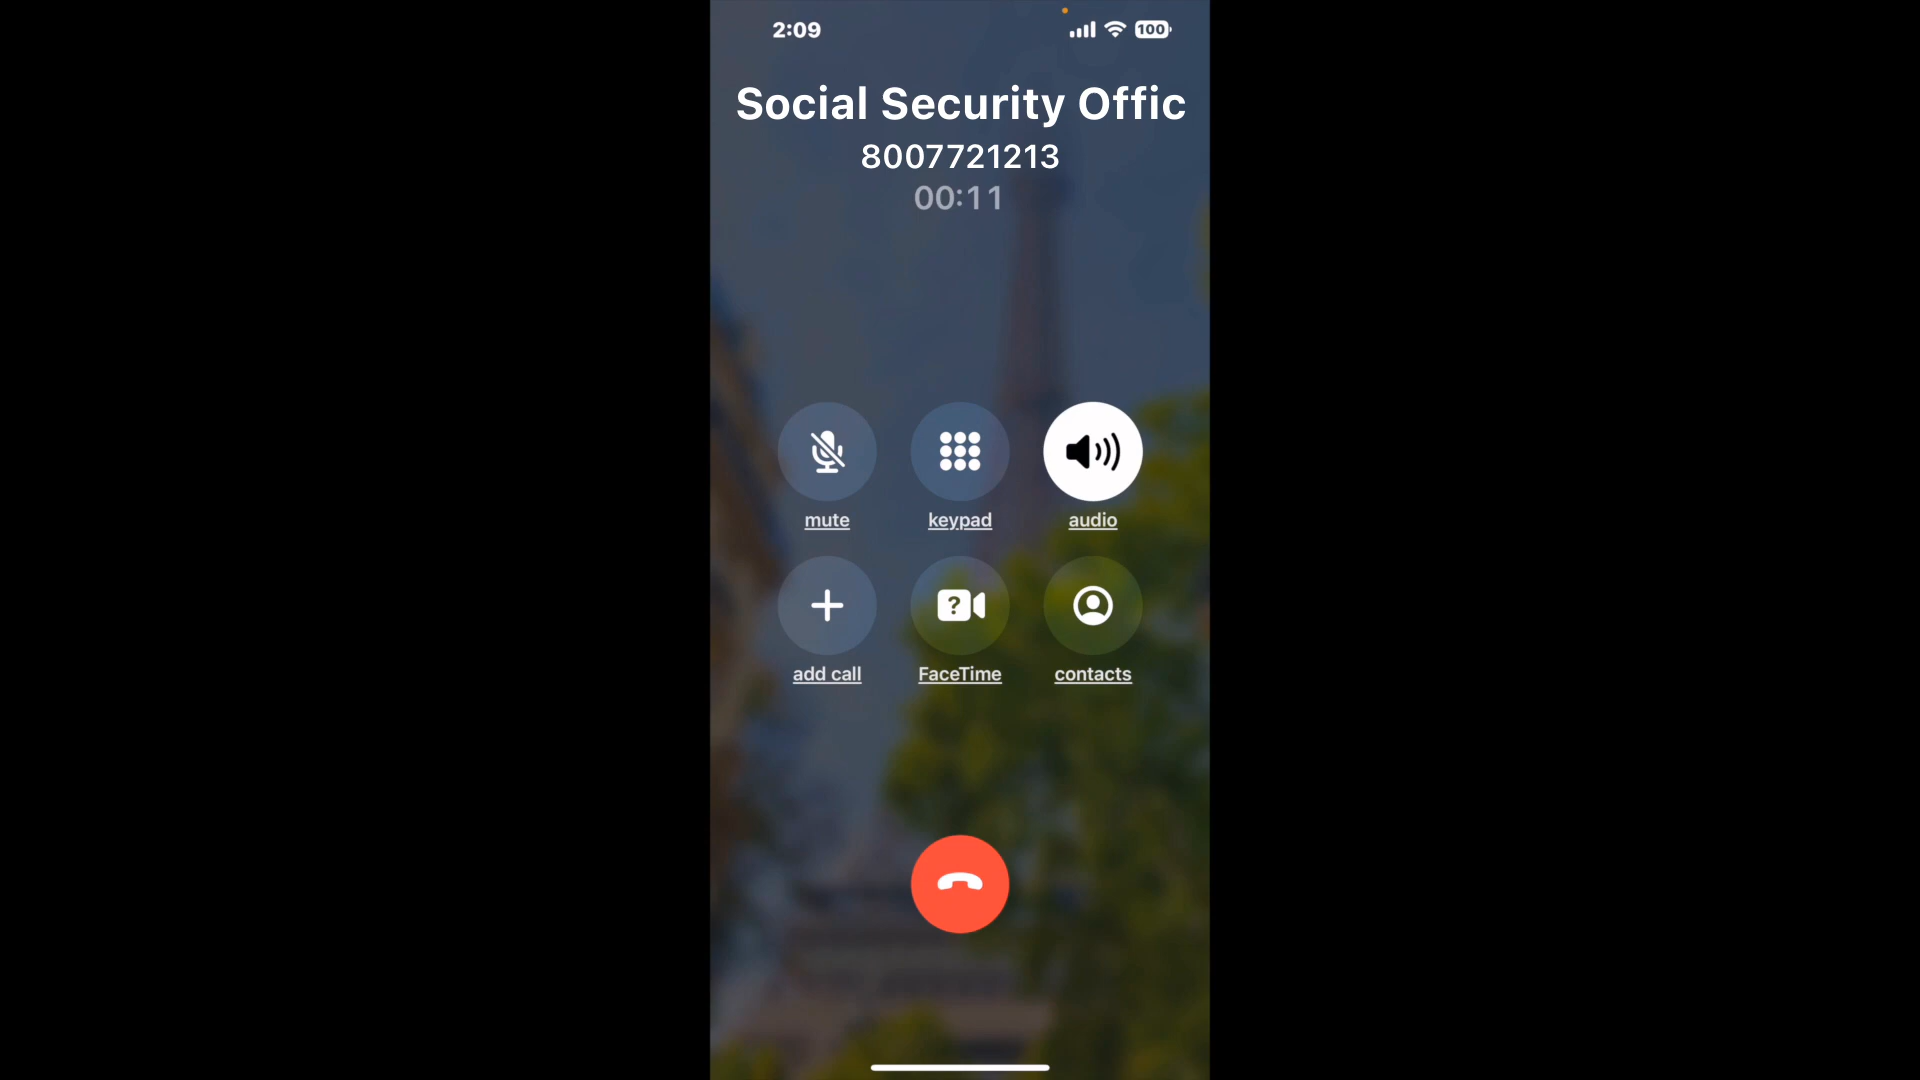 2:09
100
Social Security Offic
8007721213
00:11
mute
keypad
audio
?
add call
FaceTime
contacts